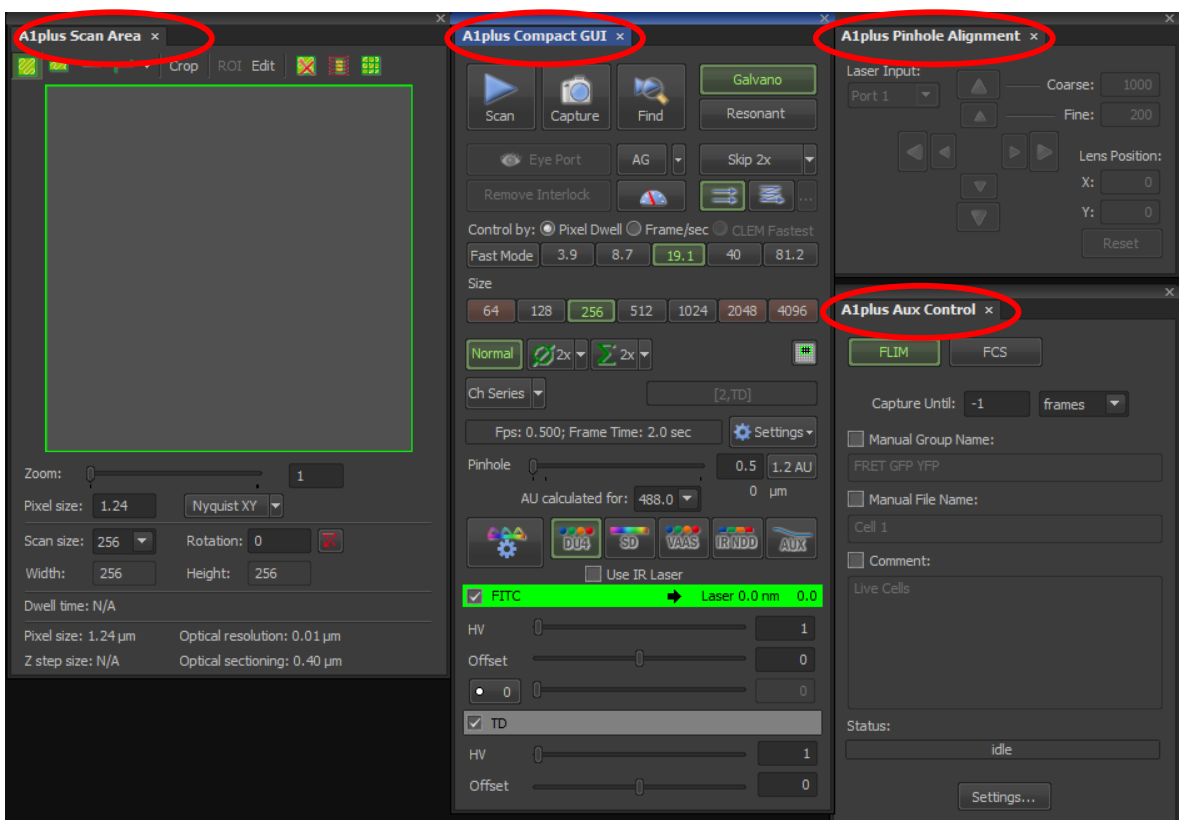 A1plus Scan Area ×
Crop ROI Edit
Zoom: 1
Pixel size: 1.24 Nyquist XY
Scan size: 256 Rotation: 0
Width: 256 Height: 256
Dwell time: N/A
Pixel size: 1.24 µm Optical resolution: 0.01 µm
Z step size: N/A Optical sectioning: 0.40 µm
A1plus Compact GUI ×
Scan Capture Find Galvano
Resonant
Eye Port AG Skip 2x
Remove Interlock ...
Control by: Pixel Dwell Frame/sec CLEM Fastest
Fast Mode 3.9 8.7 19.1 40 81.2
Size
64 128 256 512 1024 2048 4096
Normal 2x 2x
Ch Series [2,TD]
Fps: 0.500; Frame Time: 2.0 sec Settings
Pinhole 0.5 1.2 AU
AU calculated for: 488.0 0 µm
DU4 SD VAAS IR NDD AUX
Use IR Laser
FITC Laser 0.0 nm 0.0
HV 1
Offset 0
0 0
TD
HV 1
Offset 0
A1plus Pinhole Alignment ×
Laser Input:
Port 1
Coarse: 1000
Fine: 200
Lens Position:
X: 0
Y: 0
Reset
A1plus Aux Control ×
FLIM FCS
Capture Until: -1 frames
Manual Group Name:
FRET GFP YFP
Manual File Name:
Cell 1
Comment:
Live Cells
Status:
idle
Settings...